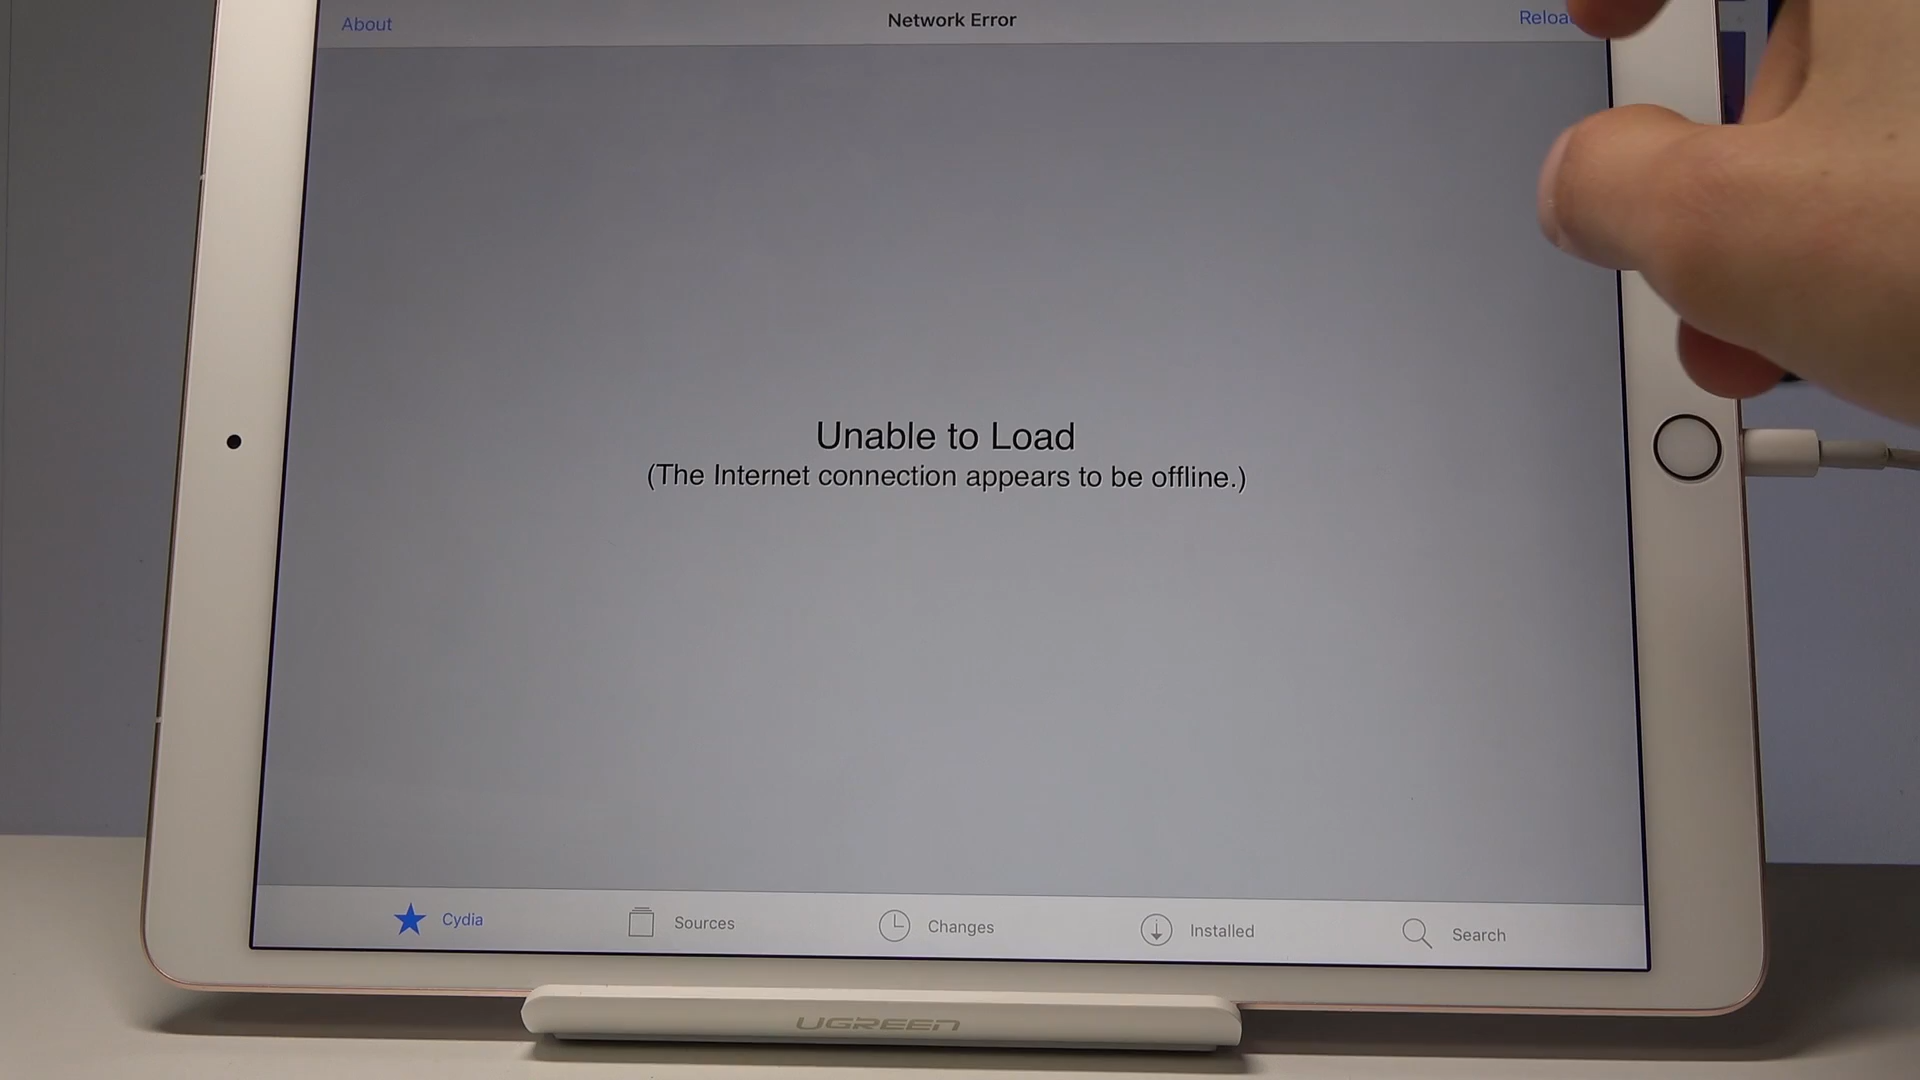 About
Network Error
Reload
Unable to Load
(The Internet connection appears to be offline.)
Cydia
Sources
Changes
Installed
Search
UGREEN